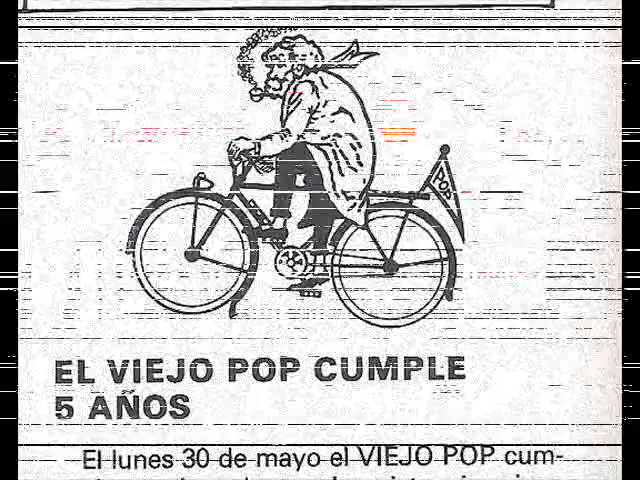 POP
EL VIEJO POP CUMPLE
5 AÑOS
El lunes 30 de mayo el VIEJO POP cum-